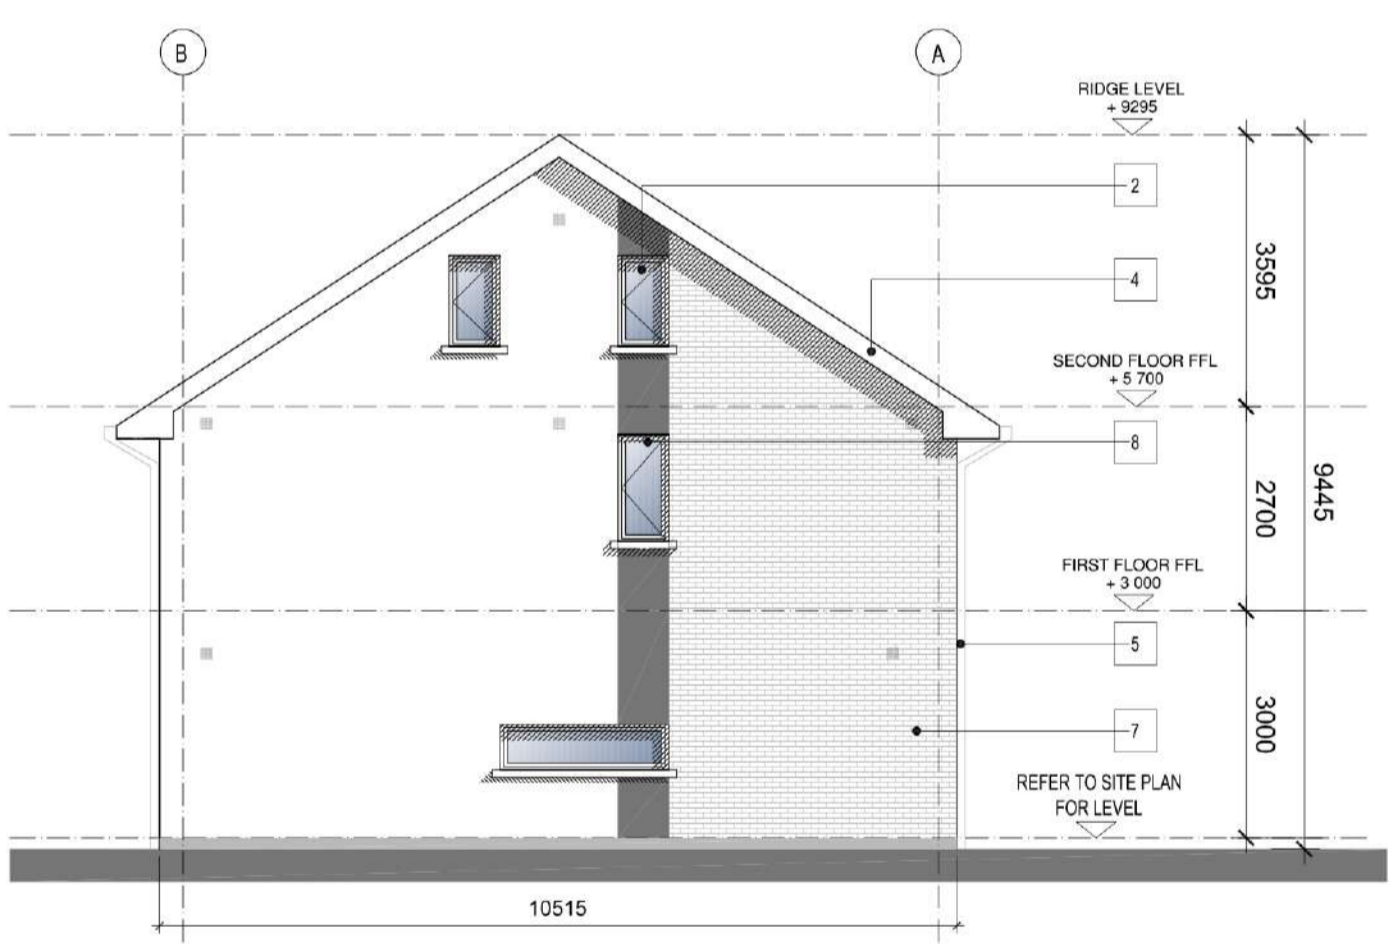 B
A
RIDGE LEVEL
+ 9295
2
4
3595
SECOND FLOOR FFL
+ 5 700
8
9445
2700
FIRST FLOOR FFL
+ 3 000
5
7
3000
REFER TO SITE PLAN
FOR LEVEL
10515